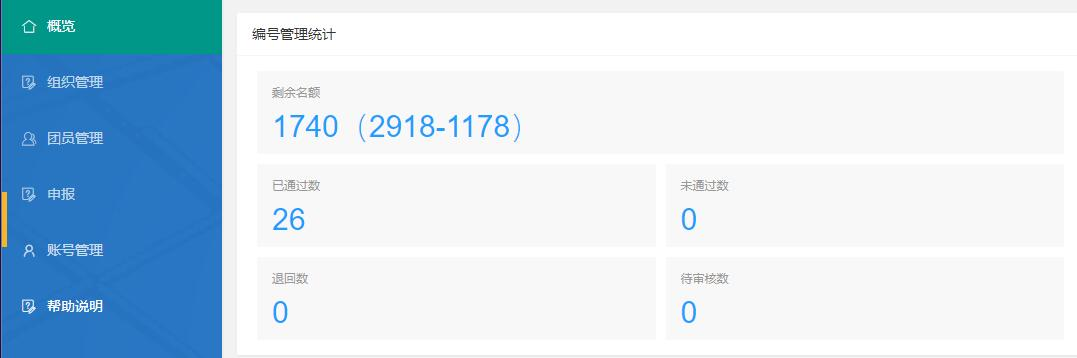 概览
组织管理
团员管理
申报
账号管理
帮助说明
编号管理统计
剩余名额
1740（2918-1178）
已通过数
26
未通过数
0
退回数
0
待审核数
0